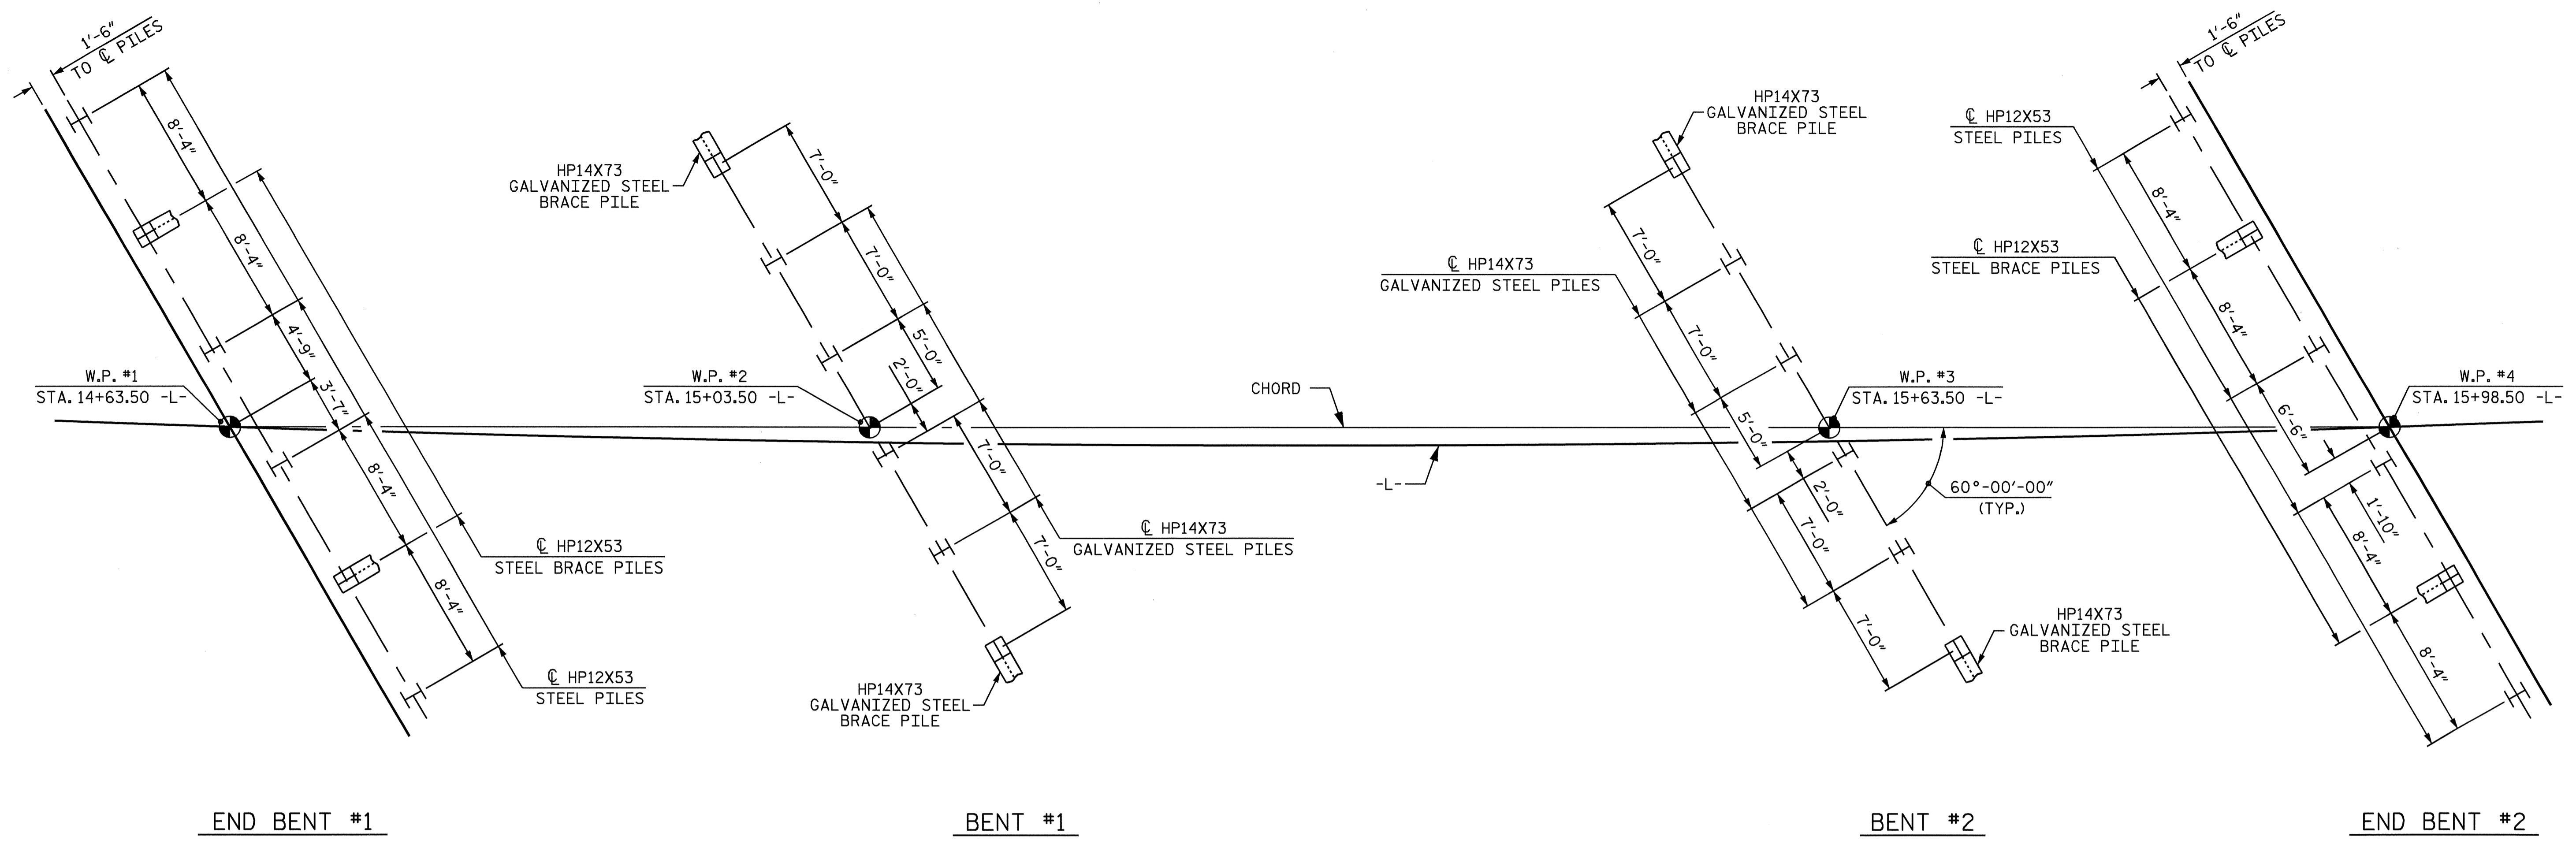 1'-6"
TO ℄ PILES
8'-4"
8'-4"
4'-9"
3'-7"
8'-4"
8'-4"
W.P. #1
STA. 14+63.50 -L-
℄ HP12X53
STEEL BRACE PILES
℄ HP12X53
STEEL PILES
END BENT #1
HP14X73
GALVANIZED STEEL
BRACE PILE
7'-0"
7'-0"
5'-0"
2'-0"
7'-0"
7'-0"
W.P. #2
STA. 15+03.50 -L-
℄ HP14X73
GALVANIZED STEEL PILES
HP14X73
GALVANIZED STEEL
BRACE PILE
BENT #1
CHORD
-L-
HP14X73
GALVANIZED STEEL
BRACE PILE
℄ HP14X73
GALVANIZED STEEL PILES
7'-0"
7'-0"
5'-0"
2'-0"
7'-0"
7'-0"
W.P. #3
STA. 15+63.50 -L-
60°-00'-00"
(TYP.)
HP14X73
GALVANIZED STEEL
BRACE PILE
BENT #2
1'-6"
TO ℄ PILES
℄ HP12X53
STEEL PILES
℄ HP12X53
STEEL BRACE PILES
8'-4"
8'-4"
6'-6"
1'-10"
8'-4"
8'-4"
W.P. #4
STA. 15+98.50 -L-
END BENT #2